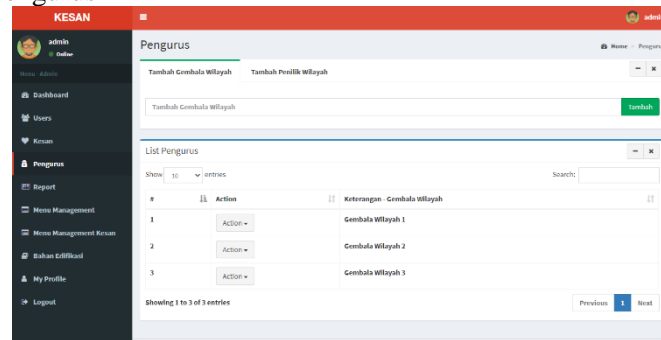 KESAN
admin
Online
Menu : Admin
Dashboard
Users
Kesan
Pengurus
Report
Menu Management
Menu Management Kesan
Bahan Edifikasi
My Profile
Logout
Pengurus
Home > Pengurus
Tambah Gembala Wilayah Tambah Penilik Wilayah
Tambah Gembala Wilayah Tambah
List Pengurus
Show 10 entries Search:
# Action Keterangan - Gembala Wilayah
1 Action Gembala Wilayah 1
2 Action Gembala Wilayah 2
3 Action Gembala Wilayah 3
Showing 1 to 3 of 3 entries Previous 1 Next